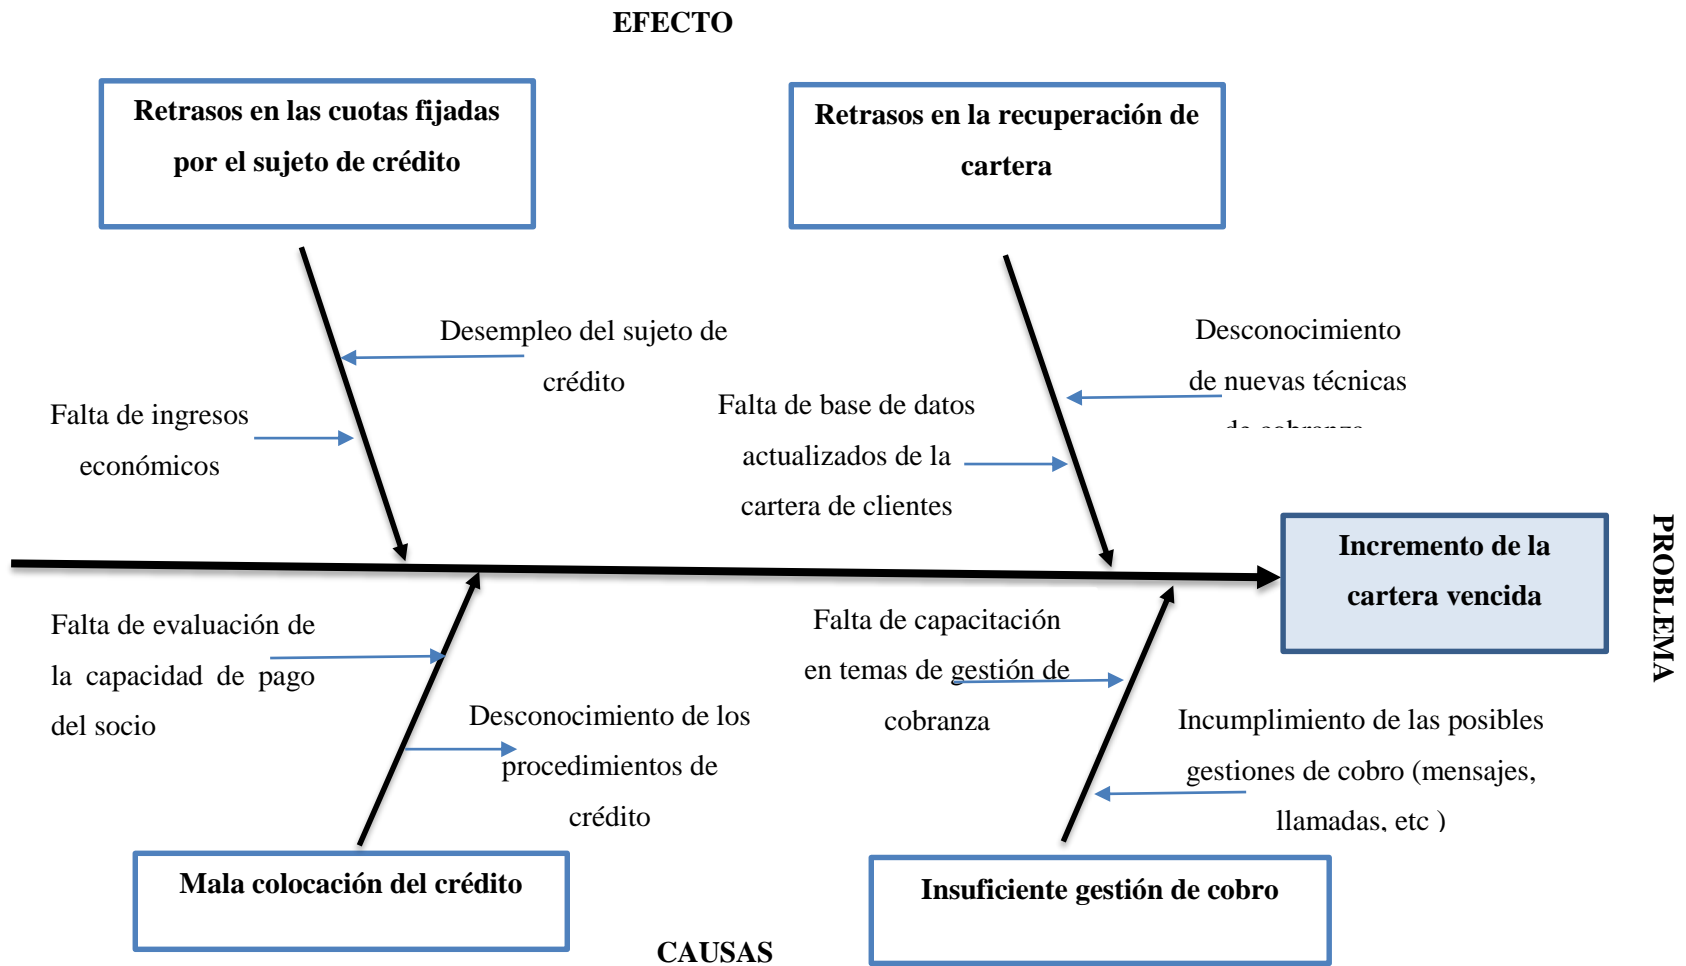 EFECTO
Retrasos en las cuotas fijadas
por el sujeto de crédito
Retrasos en la recuperación de
cartera
Desempleo del sujeto de
crédito
Falta de ingresos
económicos
Desconocimiento
de nuevas técnicas
de cobranza
Falta de base de datos
actualizados de la
cartera de clientes
Incremento de la
cartera vencida
PROBLEMA
Falta de evaluación de
la capacidad de pago
del socio
Desconocimiento de los
procedimientos de
crédito
Falta de capacitación
en temas de gestión de
cobranza
Incumplimiento de las posibles
gestiones de cobro (mensajes,
llamadas, etc )
Mala colocación del crédito
Insuficiente gestión de cobro
CAUSAS